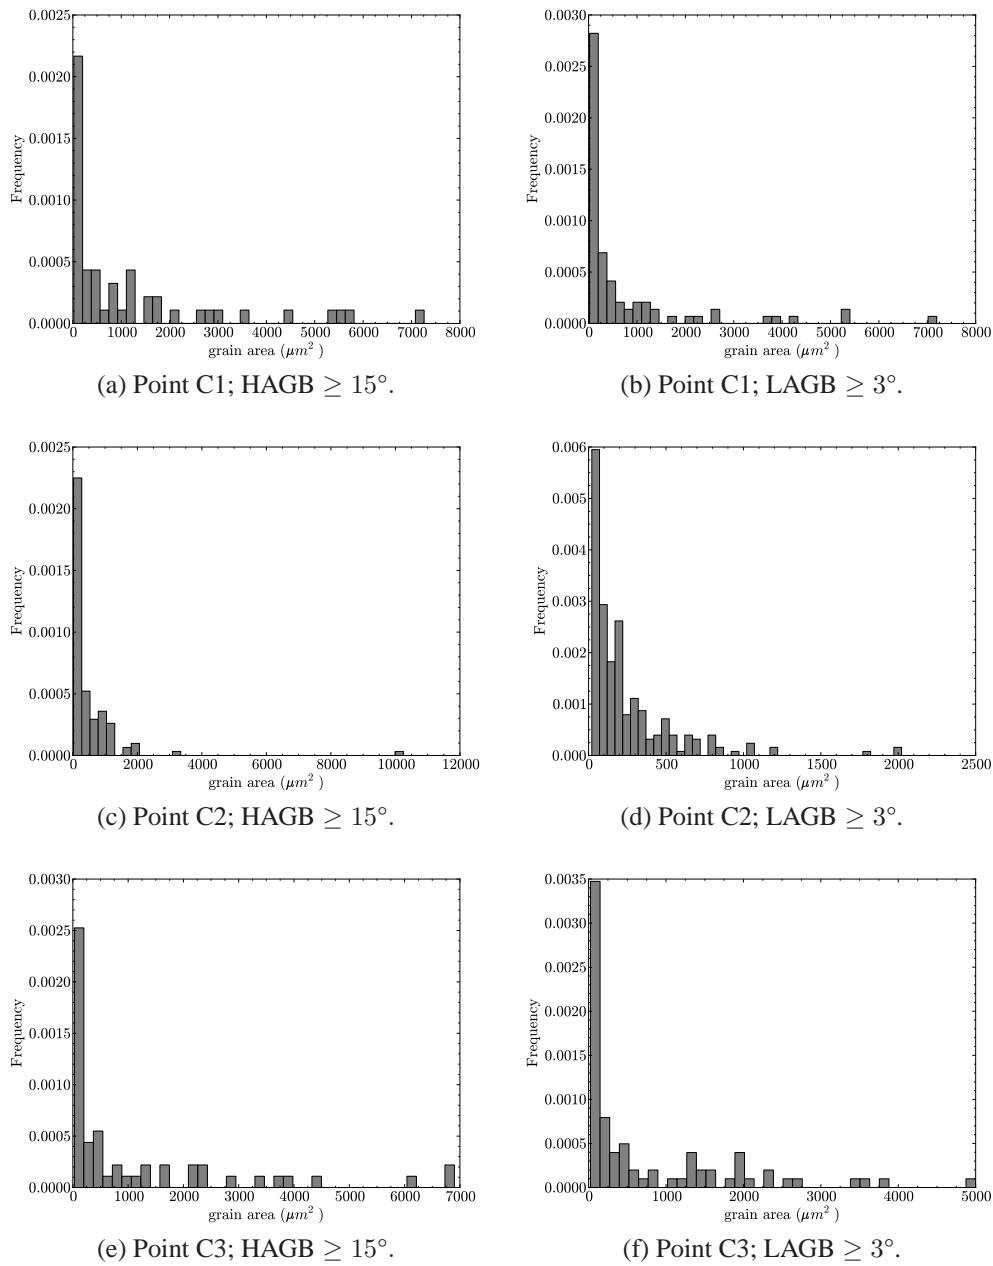 0.0025
0.0020
0.0015
0.0010
0.0005
0.0000
Frequency
0 1000 2000 3000 4000 5000 6000 7000 8000
grain area (μm²)
(a) Point C1; HAGB ≥ 15°.
0.0030
0.0025
0.0020
0.0015
0.0010
0.0005
0.0000
Frequency
0 1000 2000 3000 4000 5000 6000 7000 8000
grain area (μm²)
(b) Point C1; LAGB ≥ 3°.
0.0025
0.0020
0.0015
0.0010
0.0005
0.0000
Frequency
0 2000 4000 6000 8000 10000 12000
grain area (μm²)
(c) Point C2; HAGB ≥ 15°.
0.006
0.005
0.004
0.003
0.002
0.001
0.000
Frequency
0 500 1000 1500 2000 2500
grain area (μm²)
(d) Point C2; LAGB ≥ 3°.
0.0030
0.0025
0.0020
0.0015
0.0010
0.0005
0.0000
Frequency
0 1000 2000 3000 4000 5000 6000 7000
grain area (μm²)
(e) Point C3; HAGB ≥ 15°.
0.0035
0.0030
0.0025
0.0020
0.0015
0.0010
0.0005
0.0000
Frequency
0 1000 2000 3000 4000 5000
grain area (μm²)
(f) Point C3; LAGB ≥ 3°.